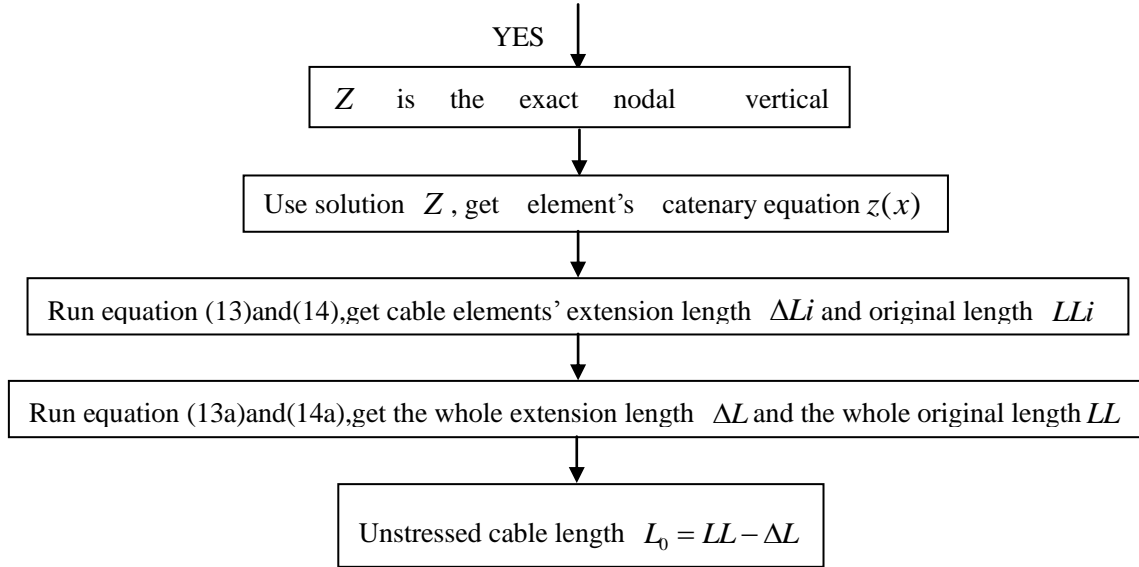 YES
Z is the exact nodal vertical
Use solution Z , get element's catenary equation z(x)
Run equation (13)and(14),get cable elements' extension length ΔLi and original length LLi
Run equation (13a)and(14a),get the whole extension length ΔL and the whole original length LL
Unstressed cable length L₀ = LL − ΔL